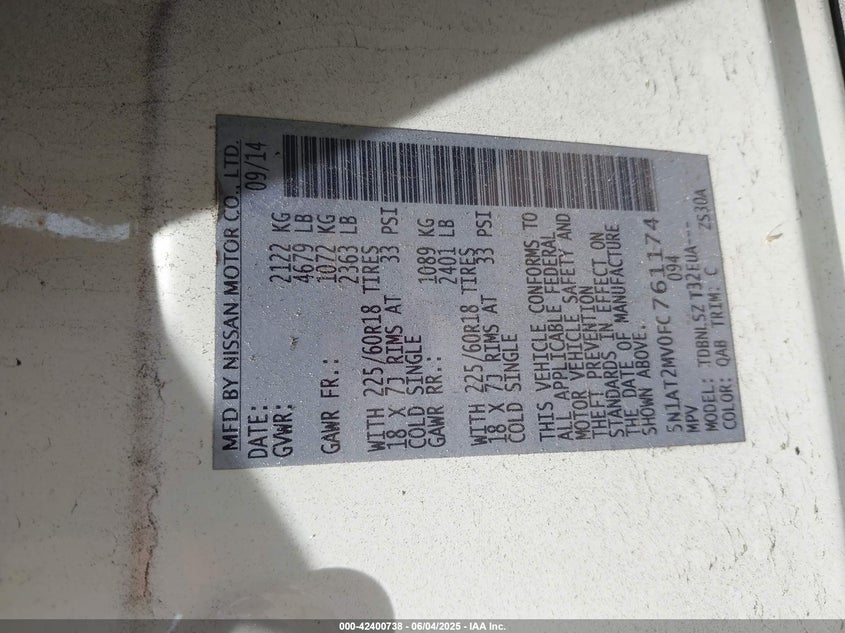 MFD BY NISSAN MOTOR CO., LTD.
DATE: 09/14
GVWR: 2122 KG
4679 LB
GAWR FR.: 1072 KG
2363 LB
WITH 225/60R18 TIRES
18 X 7J RIMS AT 33 PSI
COLD SINGLE
GAWR RR.: 1089 KG
2401 LB
WITH 225/60R18 TIRES
18 X 7J RIMS AT 33 PSI
COLD SINGLE
THIS VEHICLE CONFORMS TO
ALL APPLICABLE FEDERAL
MOTOR VEHICLE SAFETY AND
THEFT PREVENTION
STANDARDS IN EFFECT ON
THE DATE OF MANUFACTURE
SHOWN ABOVE.
5N1AT2MV0FC761174
MPV 094
MODEL: TDBNLSZ T32EUA---
COLOR: QAB TRIM: C ZS30A
000-42400738 - 06/04/2025 - IAA Inc.